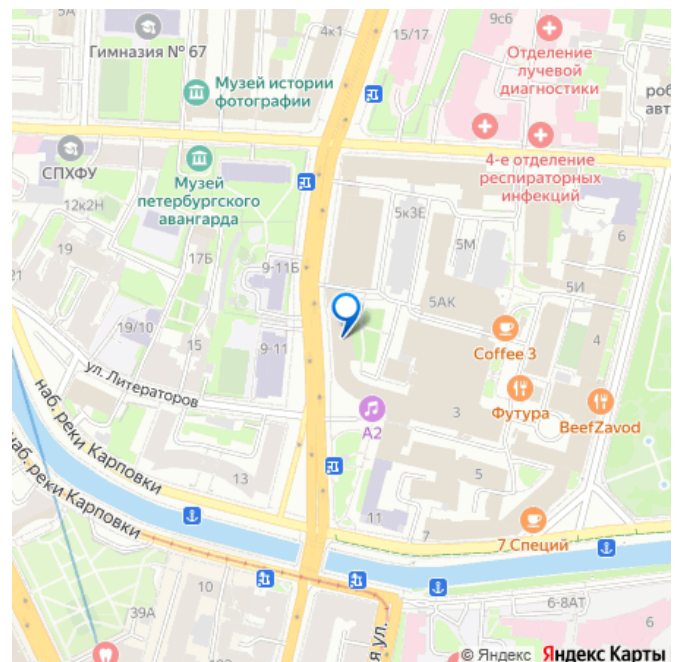 5А
4к1
15/17
9с6
Гимназия № 67
Отделение
лучевой
диагностики
Музей истории
фотографии
роб
авт
СПХФУ
Музей
петербургского
авангарда
4-е отделение
респираторных
инфекций
12к2Н
5к3Е
5М
6
19
17Б
9-11Б
21
5АК
5И
19/10
15
9-11
Coffee 3
ул. Литераторов
Футура
BeefZavod
3
А2
наб. реки Карповки
наб. реки Карповки
13
5
11
7
7 Специй
10
39А
6-8АТ
6
я ул.
© Яндекс Яндекс Карты